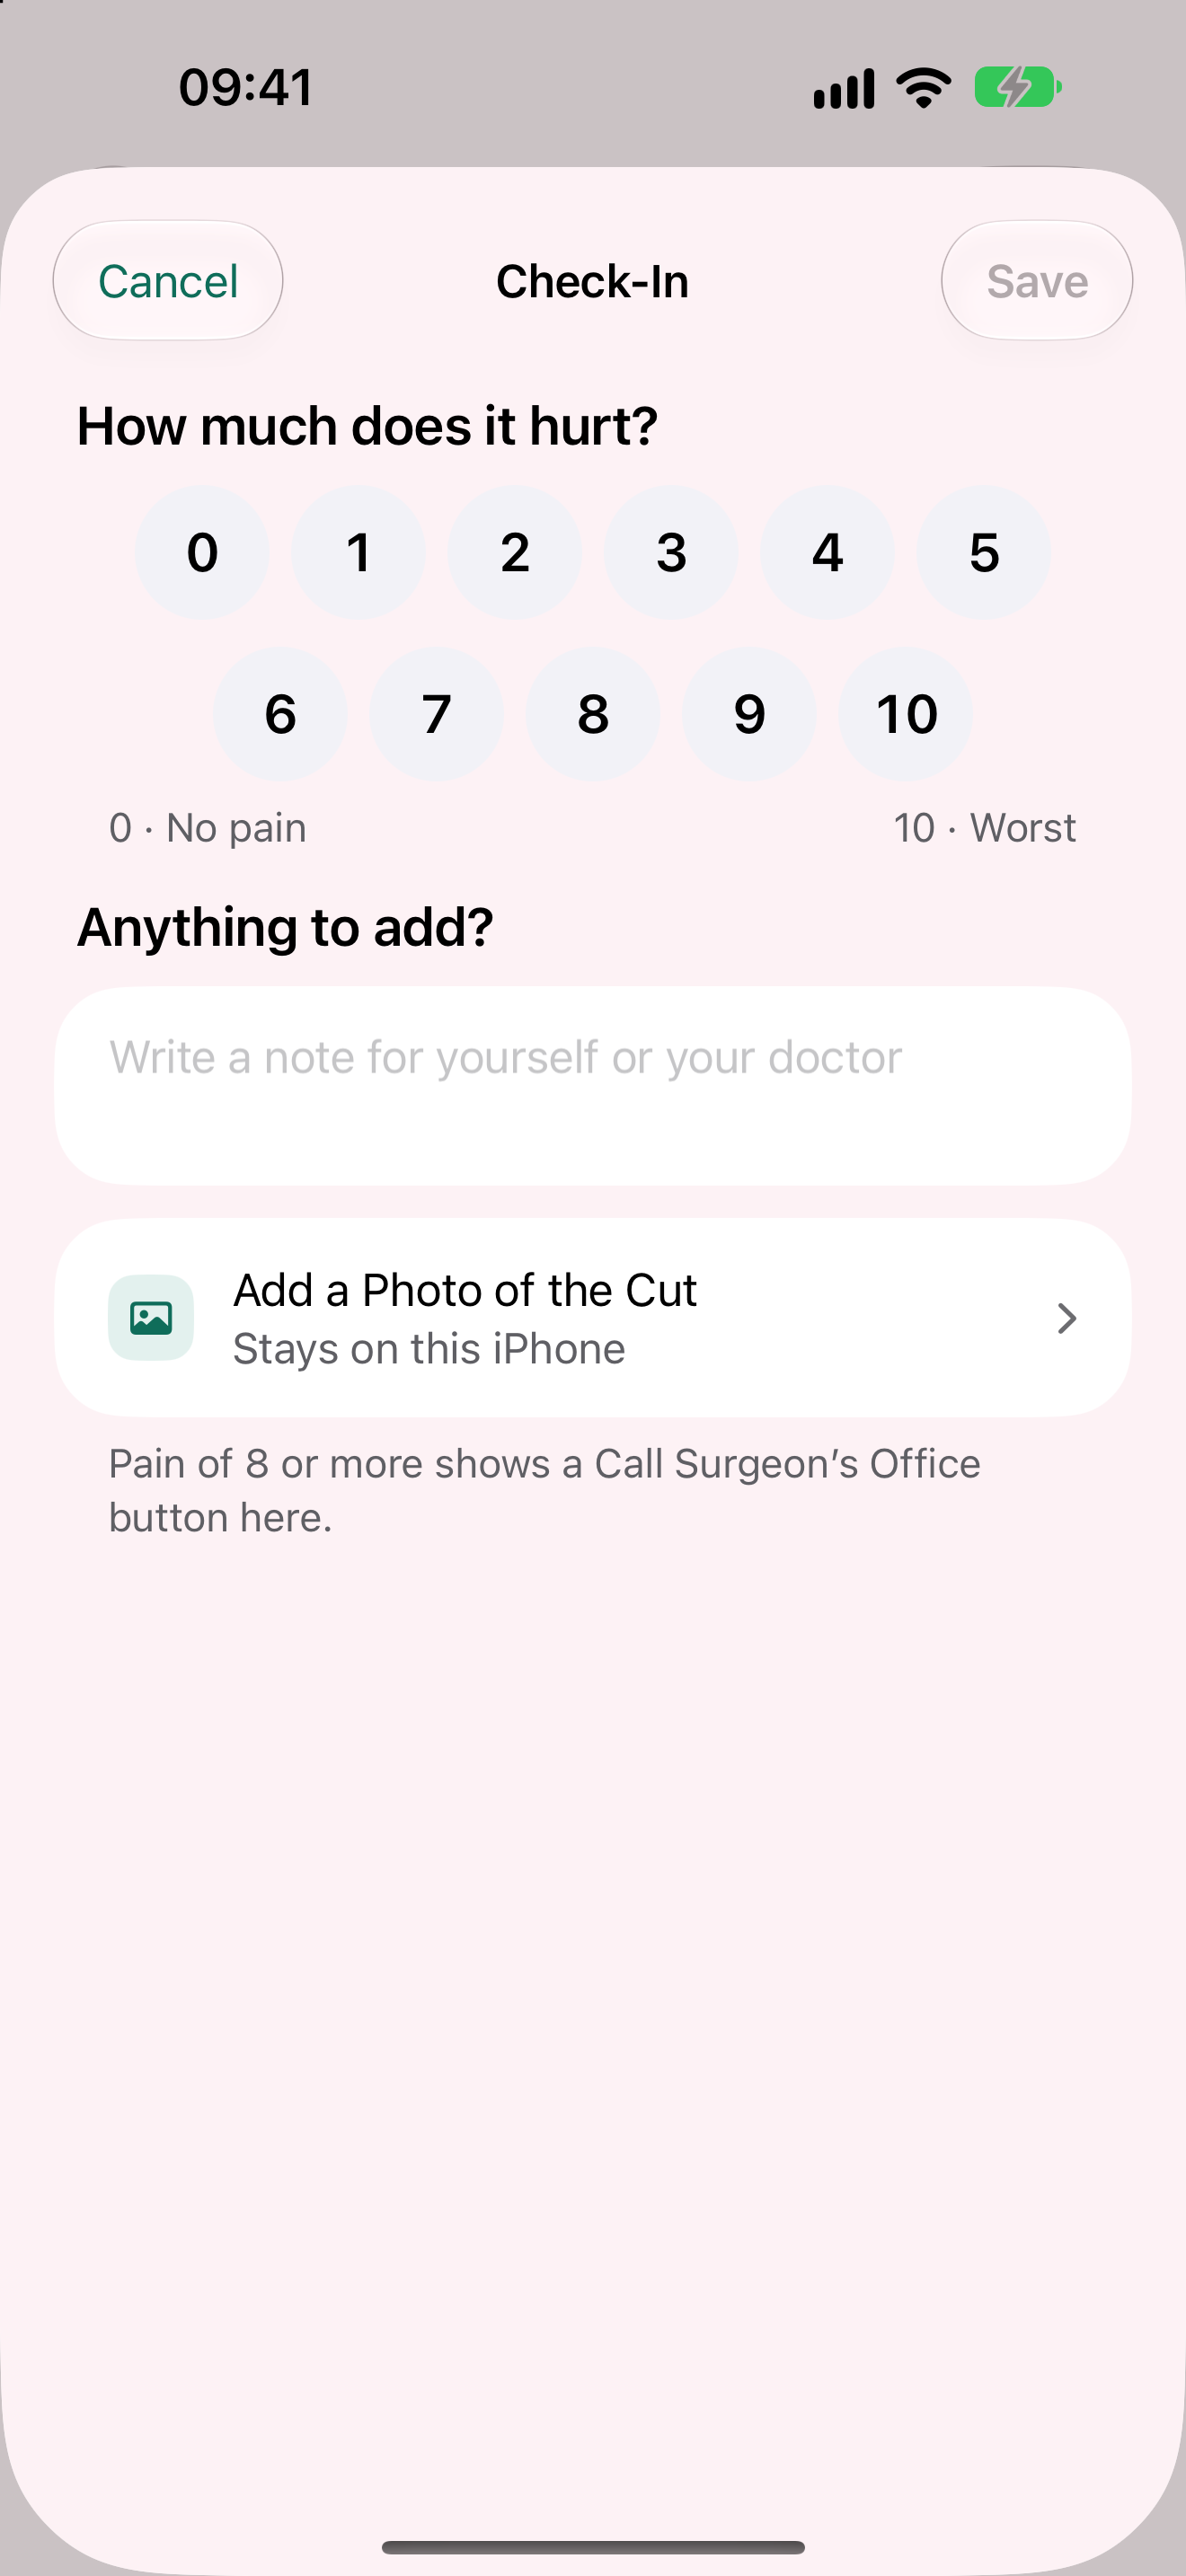 09:41
Cancel
Check-In
Save
How much does it hurt?
0 1 2 3 4 5
6 7 8 9 10
0 · No pain
10 · Worst
Anything to add?
Write a note for yourself or your doctor
Add a Photo of the Cut
Stays on this iPhone
Pain of 8 or more shows a Call Surgeon’s Office
button here.